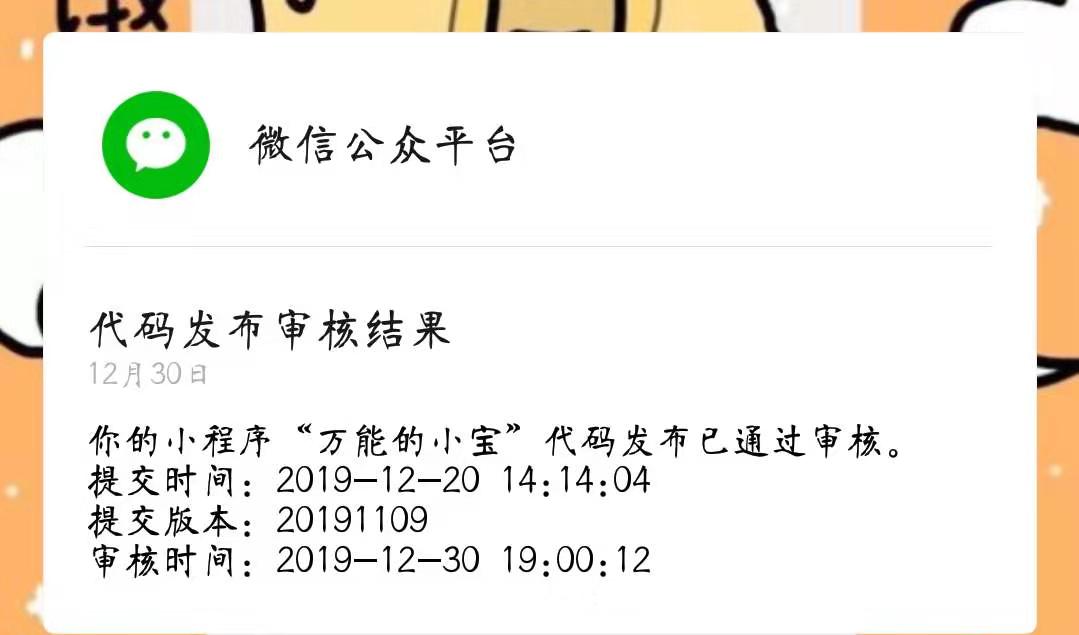 微信公众平台
代码发布审核结果
12月30日
你的小程序“万能的小宝”代码发布已通过审核。
提交时间：2019-12-20 14:14:04
提交版本：20191109
审核时间：2019-12-30 19:00:12